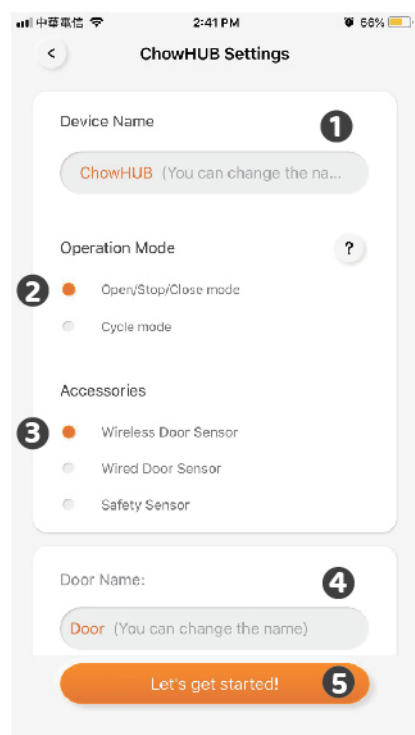 中華電信 2:41 PM 56%
< ChowHUB Settings
Device Name 1
ChowHUB (You can change the na...
Operation Mode ?
2 Open/Stop/Close mode
Cycle mode
Accessories
3 Wireless Door Sensor
Wired Door Sensor
Safety Sensor
Door Name: 4
Door (You can change the name)
Let's get started! 5